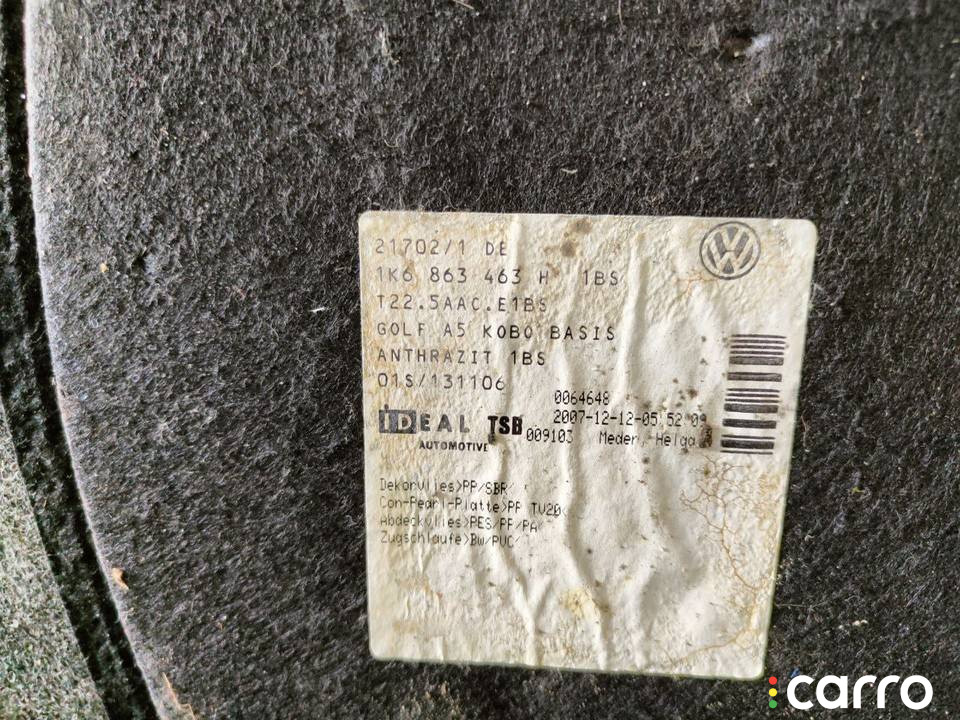 21702/1 DE
1K6 863 463 H 1BS
T22.5AAC.E1BS
GOLF A5 KOBO BASIS
ANTHRAZIT 1BS
01S/131106
0064648
2007-12-12-05 52 09
iDEAL TSB 009103 Meder, Helga
AUTOMOTIVE
Dekorvlies>PP/SBR
Con-Pearl-Platte>PP TV20
Abdeckvlies>PES/PP/PA
Zugschlaufe>Bw/PVC
carro